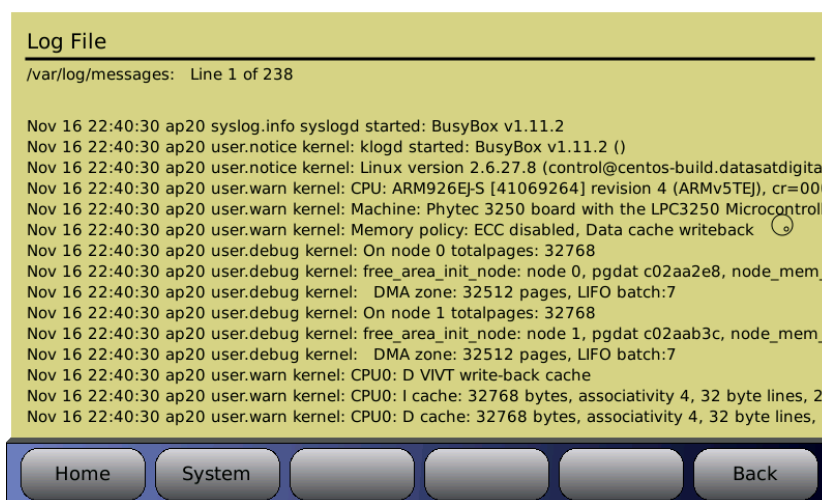 Log File
/var/log/messages:   Line 1 of 238
Nov 16 22:40:30 ap20 syslog.info syslogd started: BusyBox v1.11.2
Nov 16 22:40:30 ap20 user.notice kernel: klogd started: BusyBox v1.11.2 ()
Nov 16 22:40:30 ap20 user.notice kernel: Linux version 2.6.27.8 (control@centos-build.datasatdigita
Nov 16 22:40:30 ap20 user.warn kernel: CPU: ARM926EJ-S [41069264] revision 4 (ARMv5TEJ), cr=00
Nov 16 22:40:30 ap20 user.warn kernel: Machine: Phytec 3250 board with the LPC3250 Microcontrol
Nov 16 22:40:30 ap20 user.warn kernel: Memory policy: ECC disabled, Data cache writeback
Nov 16 22:40:30 ap20 user.debug kernel: On node 0 totalpages: 32768
Nov 16 22:40:30 ap20 user.debug kernel: free_area_init_node: node 0, pgdat c02aa2e8, node_mem_
Nov 16 22:40:30 ap20 user.debug kernel:   DMA zone: 32512 pages, LIFO batch:7
Nov 16 22:40:30 ap20 user.debug kernel: On node 1 totalpages: 32768
Nov 16 22:40:30 ap20 user.debug kernel: free_area_init_node: node 1, pgdat c02aab3c, node_mem_
Nov 16 22:40:30 ap20 user.debug kernel:   DMA zone: 32512 pages, LIFO batch:7
Nov 16 22:40:30 ap20 user.warn kernel: CPU0: D VIVT write-back cache
Nov 16 22:40:30 ap20 user.warn kernel: CPU0: I cache: 32768 bytes, associativity 4, 32 byte lines, 2
Nov 16 22:40:30 ap20 user.warn kernel: CPU0: D cache: 32768 bytes, associativity 4, 32 byte lines,
Home System Back